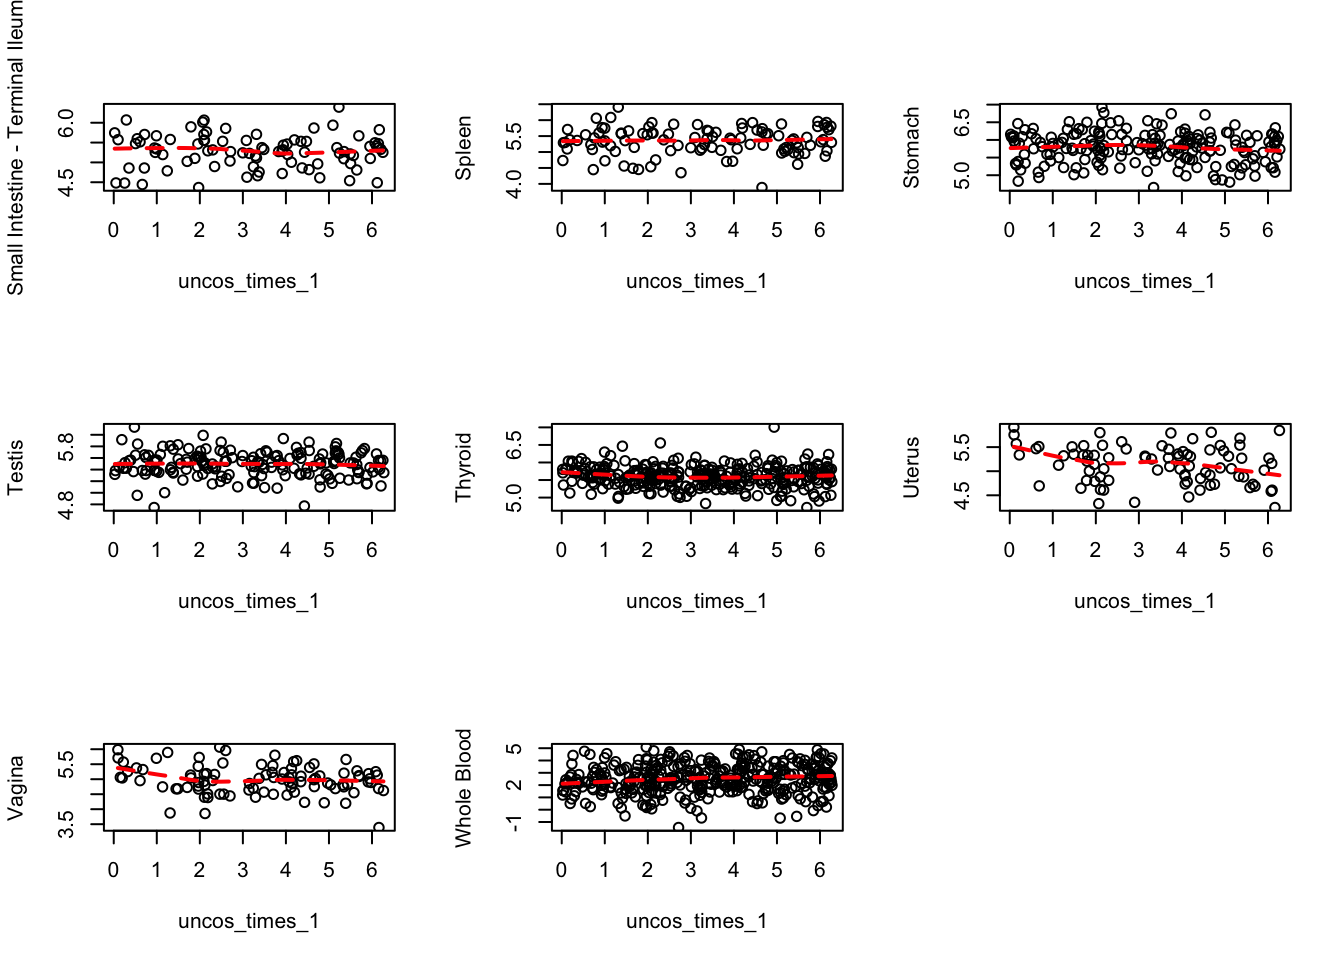 Small Intestine - Terminal Ileum
6.0
4.5
0 1 2 3 4 5 6
uncos_times_1
Spleen
5.5
4.0
0 1 2 3 4 5 6
uncos_times_1
Stomach
6.5
5.0
0 1 2 3 4 5 6
uncos_times_1
Testis
5.8
4.8
0 1 2 3 4 5 6
uncos_times_1
Thyroid
6.5
5.0
0 1 2 3 4 5 6
uncos_times_1
Uterus
5.5
4.5
0 1 2 3 4 5 6
uncos_times_1
Vagina
5.5
3.5
0 1 2 3 4 5 6
uncos_times_1
Whole Blood
5
2
-1
0 1 2 3 4 5 6
uncos_times_1